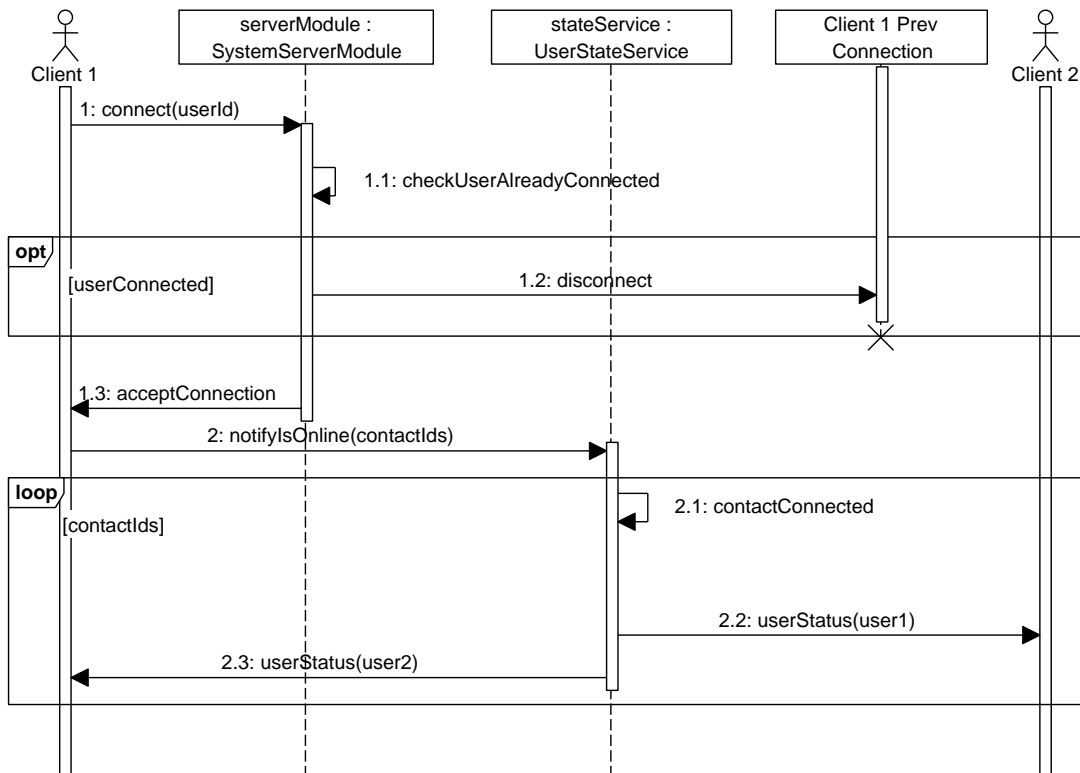 serverModule :
SystemServerModule
stateService :
UserStateService
Client 1 Prev
Connection
Client 1
Client 2
1: connect(userId)
1.1: checkUserAlreadyConnected
opt
[userConnected]
1.2: disconnect
1.3: acceptConnection
2: notifyIsOnline(contactIds)
loop
[contactIds]
2.1: contactConnected
2.2: userStatus(user1)
2.3: userStatus(user2)